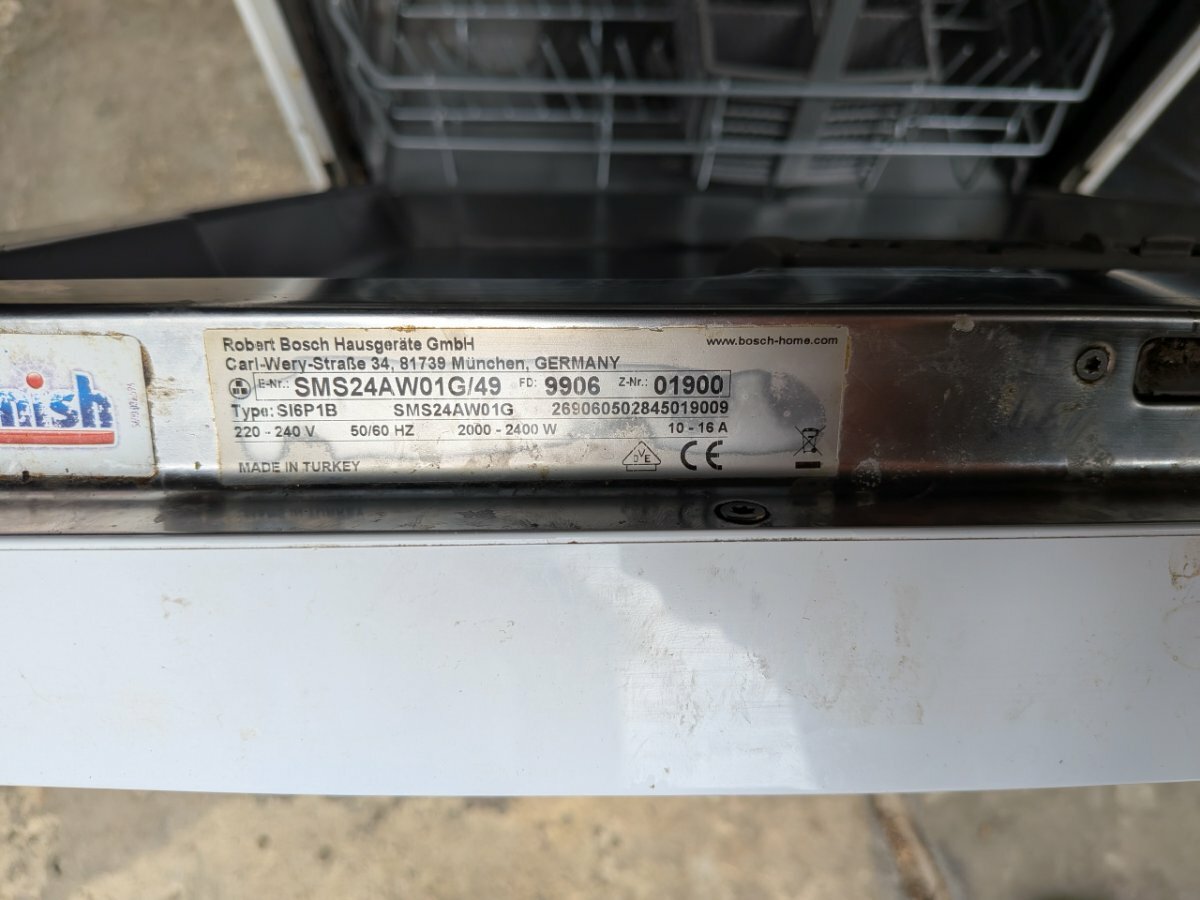 Robert Bosch Hausgeräte GmbH
www.bosch-home.com
Carl-Wery-Straße 34, 81739 München, GERMANY
E-Nr.: SMS24AW01G/49 FD: 9906 Z-Nr.: 01900
Type: SI6P1B SMS24AW01G 269060502845019009
220 - 240 V 50/60 HZ 2000 - 2400 W 10 - 16 A
MADE IN TURKEY
DVE CE
nish